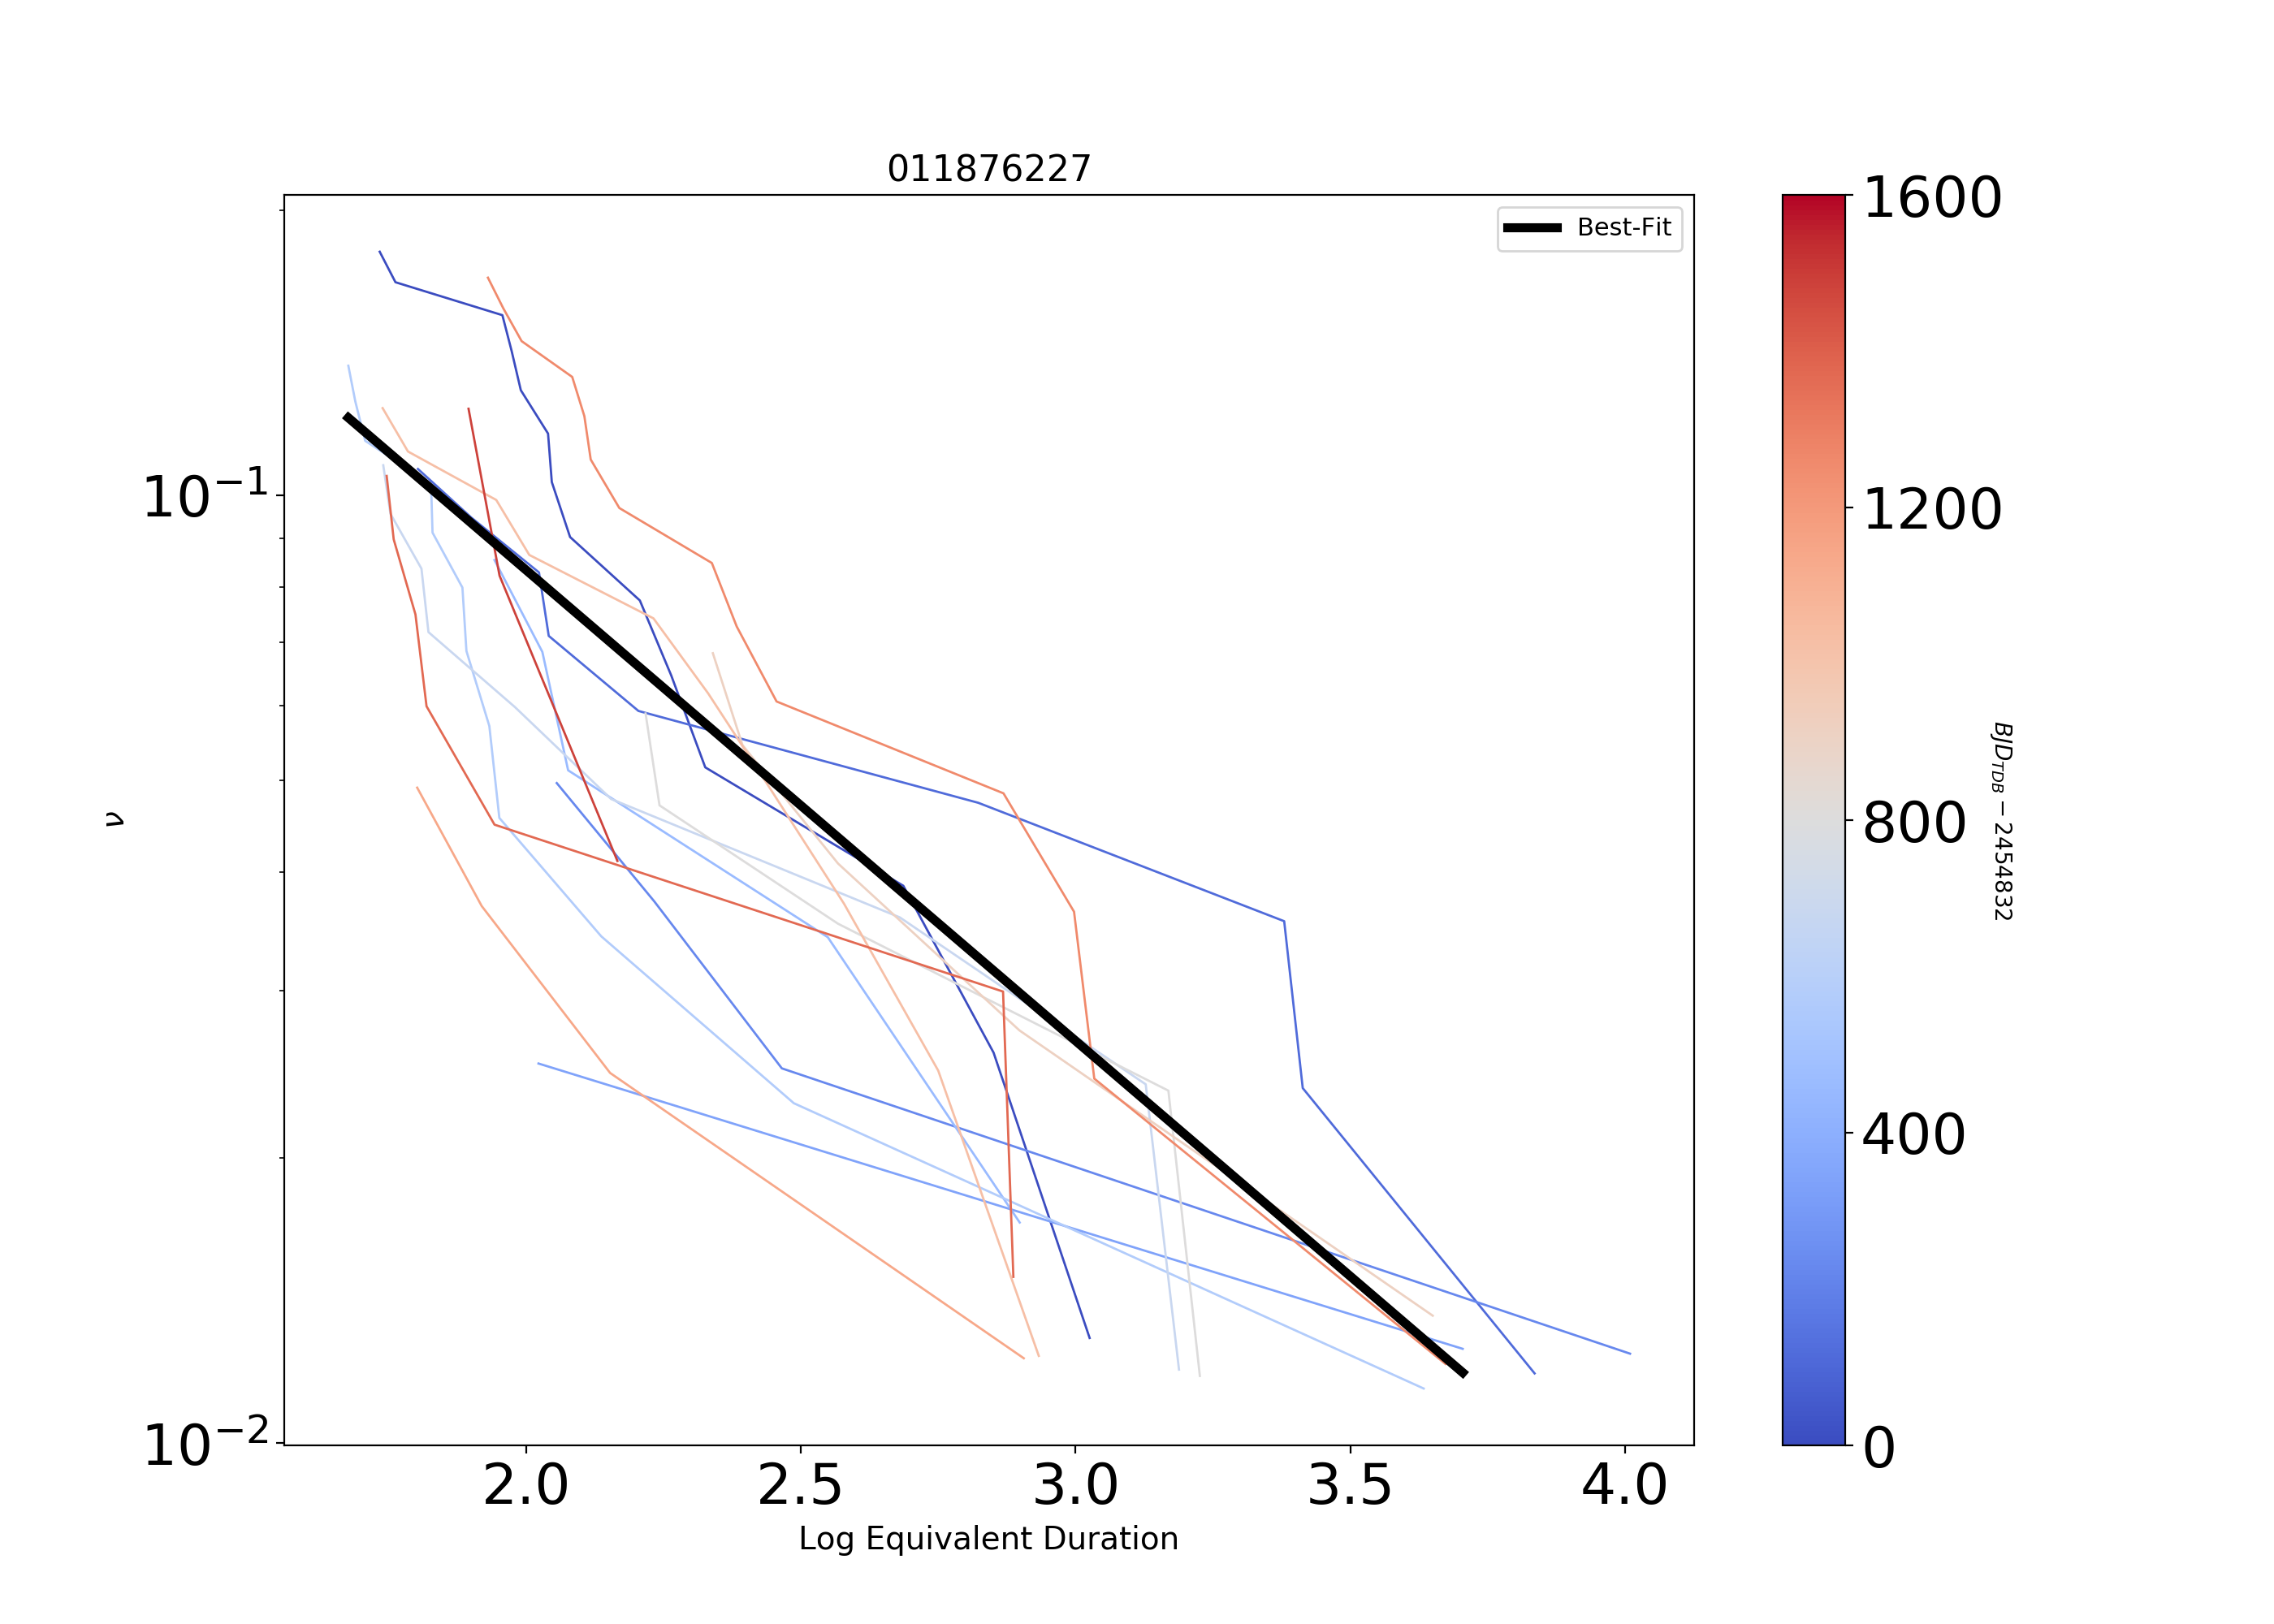 011876227
Best-Fit
10⁻¹
10⁻²
ν
2.0 2.5 3.0 3.5 4.0
Log Equivalent Duration
1600
1200
800
400
0
BJD_TDB − 2454832